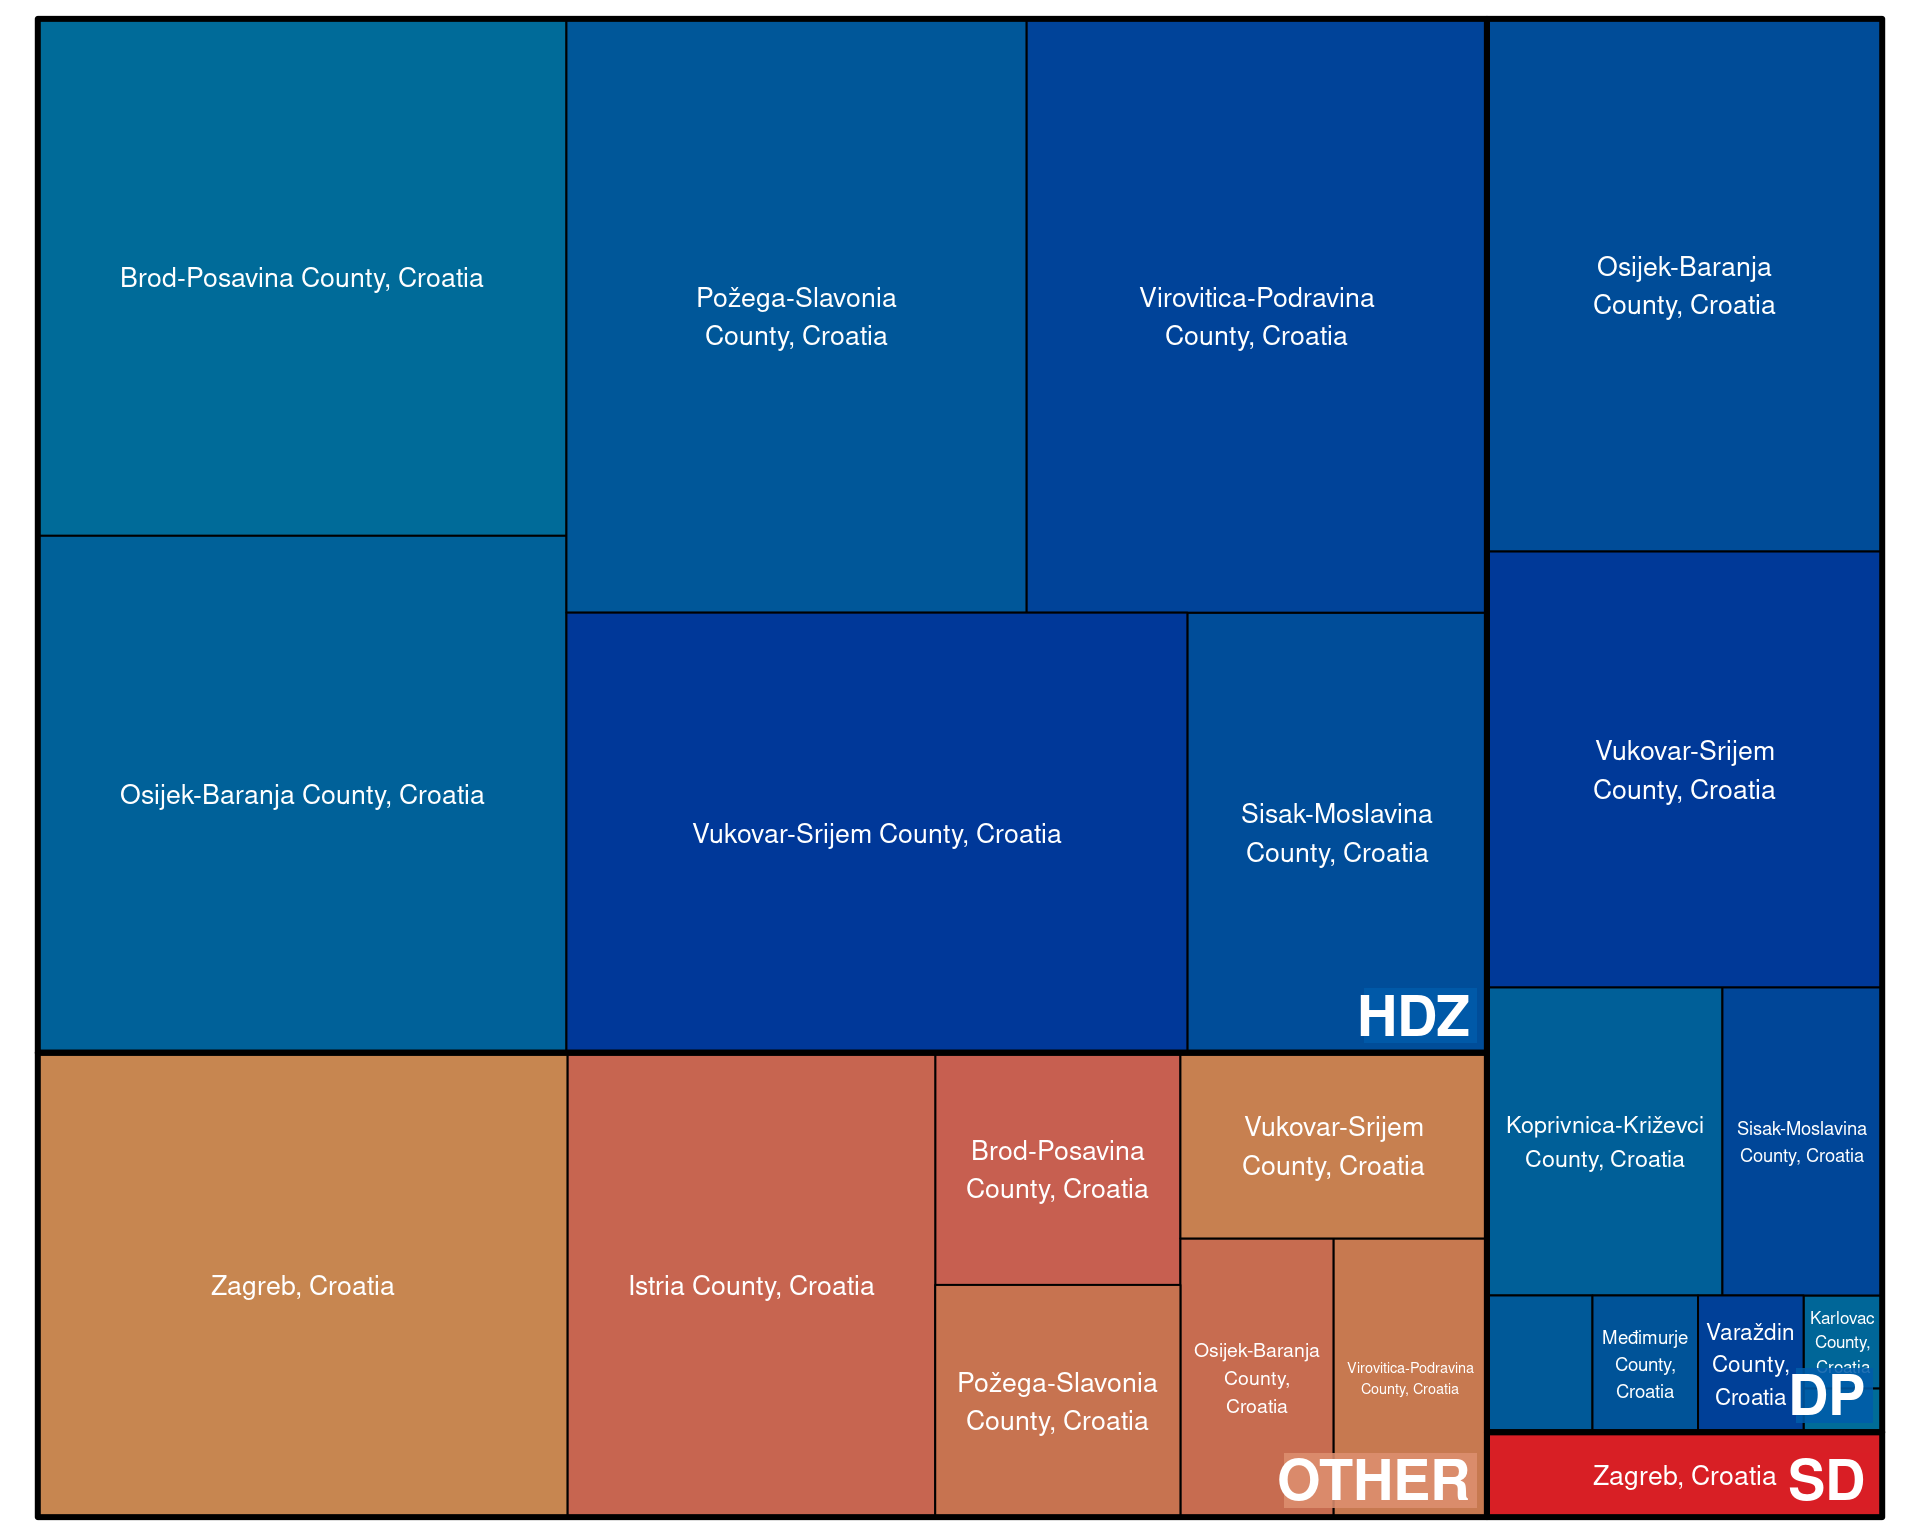 Brod-Posavina County, Croatia
Požega-Slavonia
County, Croatia
Virovitica-Podravina
County, Croatia
Osijek-Baranja
County, Croatia
Osijek-Baranja County, Croatia
Vukovar-Srijem County, Croatia
Sisak-Moslavina
County, Croatia
HDZ
Vukovar-Srijem
County, Croatia
Koprivnica-Križevci
County, Croatia
Sisak-Moslavina
County, Croatia
Međimurje
County,
Croatia
Varaždin
County,
Croatia
Karlovac
County,
Croatia
DP
Zagreb, Croatia
Istria County, Croatia
Brod-Posavina
County, Croatia
Požega-Slavonia
County, Croatia
Vukovar-Srijem
County, Croatia
Osijek-Baranja
County,
Croatia
Virovitica-Podravina
County, Croatia
OTHER
Zagreb, Croatia
SD